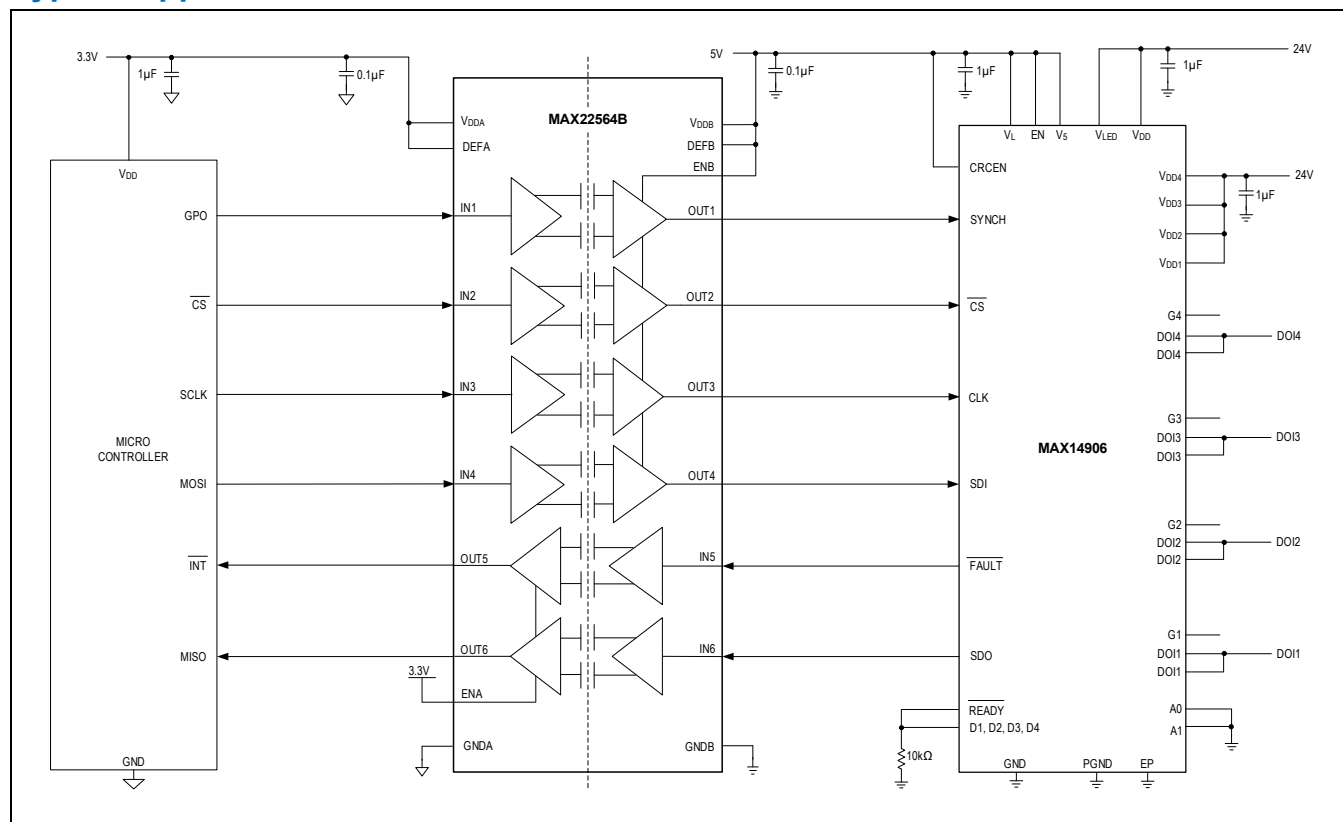 3.3V
1µF
0.1µF
5V
0.1µF
1µF
1µF
24V
MAX22564B
VDDA
DEFA
VDDB
DEFB
ENB
VL
EN
V5
VLED
VDD
VDD
CRCEN
VDD4
24V
1µF
VDD3
VDD2
VDD1
GPO
IN1
OUT1
SYNCH
CS
IN2
OUT2
CS
G4
DOI4
DOI4
DOI4
SCLK
IN3
OUT3
CLK
G3
DOI3
DOI3
DOI3
MICRO
CONTROLLER
MAX14906
MOSI
IN4
OUT4
SDI
G2
DOI2
DOI2
DOI2
INT
OUT5
IN5
FAULT
G1
DOI1
DOI1
DOI1
MISO
OUT6
IN6
SDO
3.3V
ENA
READY
D1, D2, D3, D4
A0
A1
GNDA
GNDB
10kΩ
GND
GND
PGND
EP